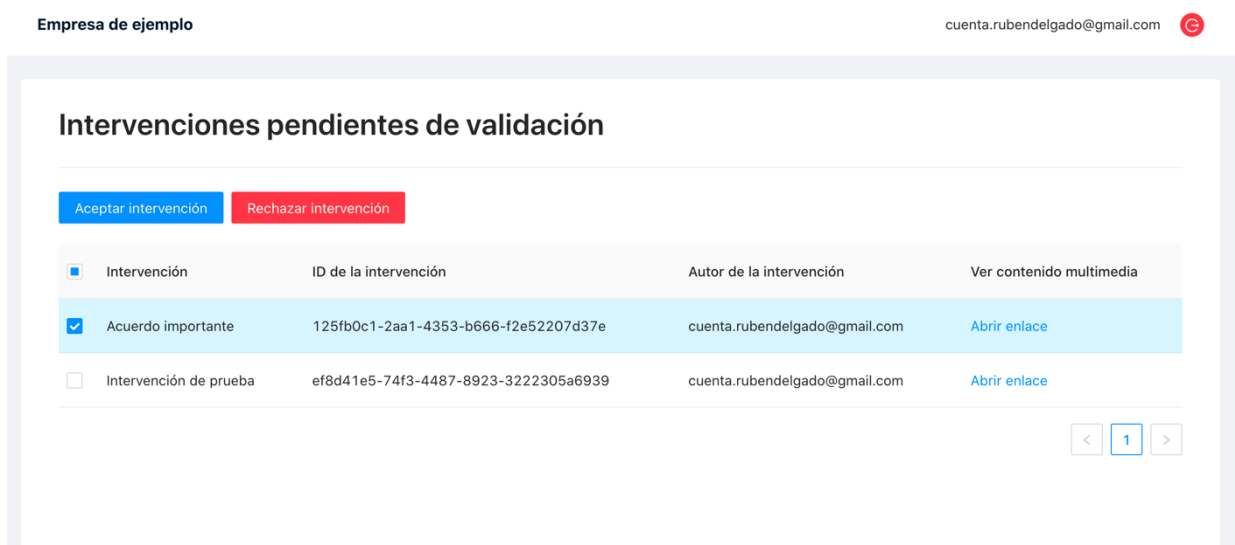 Empresa de ejemplo cuenta.rubendelgado@gmail.com
Intervenciones pendientes de validación
Aceptar intervención Rechazar intervención
Intervención ID de la intervención Autor de la intervención Ver contenido multimedia
Acuerdo importante 125fb0c1-2aa1-4353-b666-f2e52207d37e cuenta.rubendelgado@gmail.com Abrir enlace
Intervención de prueba ef8d41e5-74f3-4487-8923-3222305a6939 cuenta.rubendelgado@gmail.com Abrir enlace
< 1 >